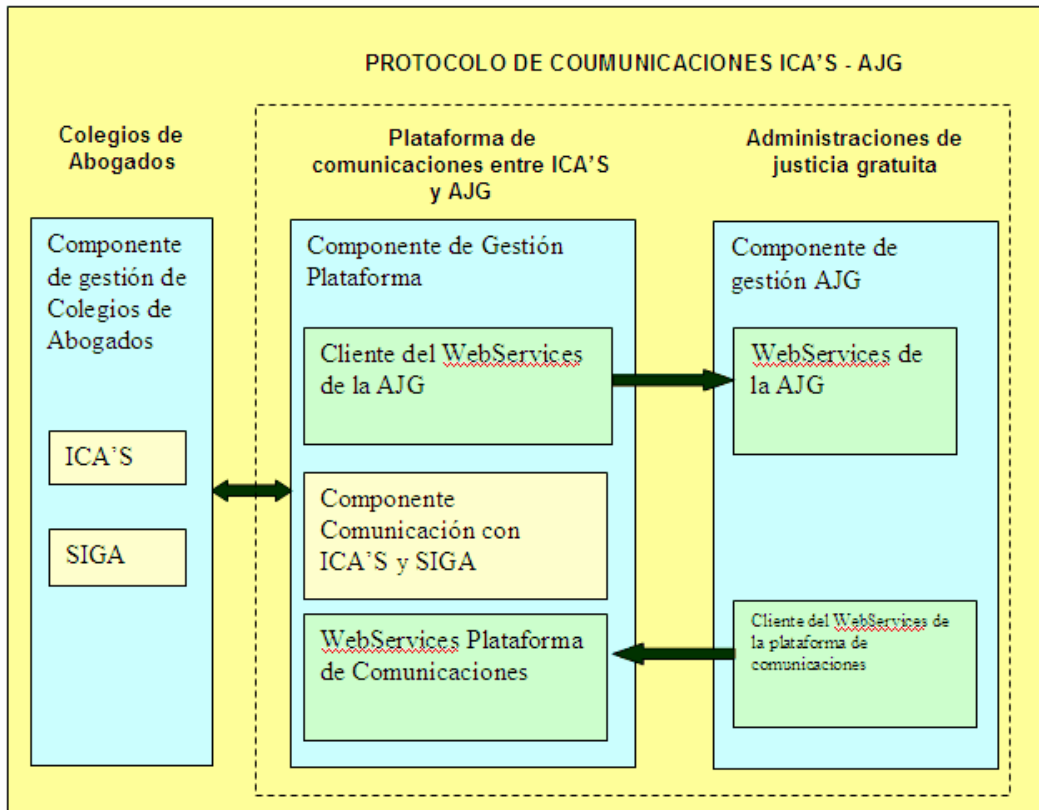 PROTOCOLO DE COUMUNICACIONES ICA'S - AJG
Colegios de
Abogados
Plataforma de
comunicaciones entre ICA'S
y AJG
Administraciones de
justicia gratuita
Componente
de gestión de
Colegios de
Abogados
ICA'S
SIGA
Componente de Gestión
Plataforma
Cliente del WebServices
de la AJG
Componente
Comunicación con
ICA'S y SIGA
WebServices Plataforma
de Comunicaciones
Componente de
gestión AJG
WebServices de
la AJG
Cliente del WebServices de
la plataforma de
comunicaciones